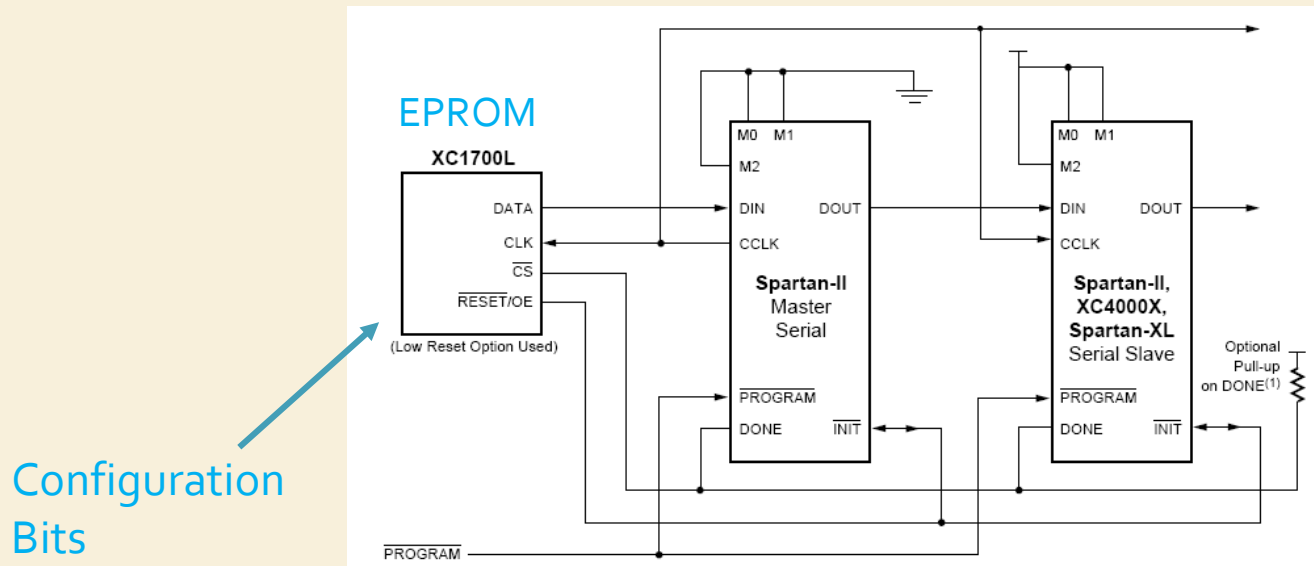 EPROM
XC1700L
DATA
CLK
CS
RESET/OE
(Low Reset Option Used)
Configuration
Bits
PROGRAM
M0 M1
M2
DIN DOUT
CCLK
Spartan-II
Master
Serial
PROGRAM
DONE INIT
M0 M1
M2
DIN DOUT
CCLK
Spartan-II,
XC4000X,
Spartan-XL
Serial Slave
PROGRAM
DONE INIT
Optional
Pull-up
on DONE(1)